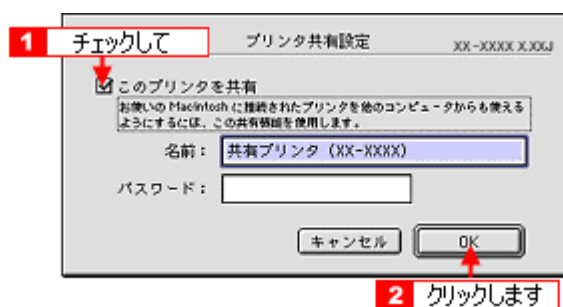 1 チェックして
プリンタ共有設定
XX-XXXX X.XXJ
このプリンタを共有
お使いの Macintosh に接続されたプリンタを他のコンピュータからも使える
ようにするには、この共有機能を使用します。
名前： 共有プリンタ (XX-XXXX)
パスワード：
キャンセル OK
2 クリックします